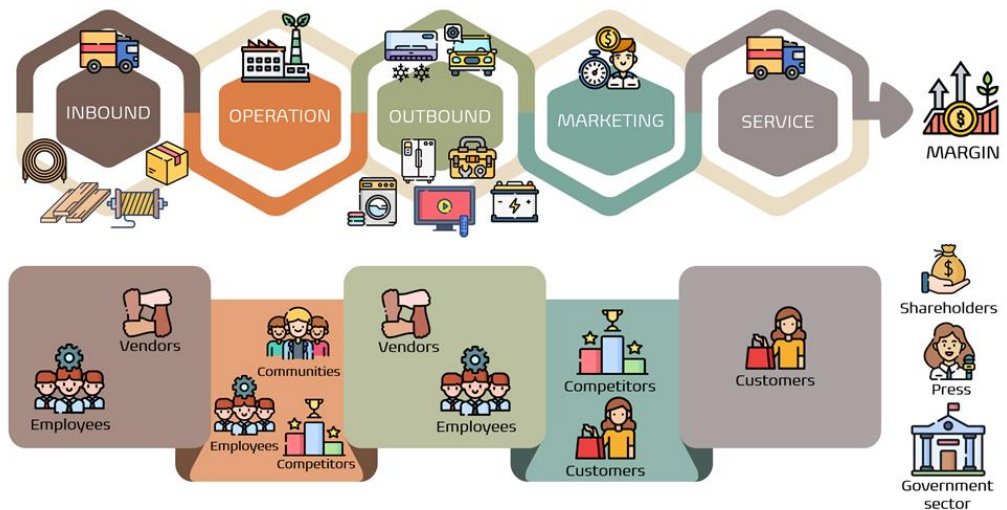 INBOUND
OPERATION
OUTBOUND
MARKETING
SERVICE
MARGIN
Vendors
Employees
Communities
Employees
Competitors
Vendors
Employees
Competitors
Customers
Customers
Shareholders
Press
Government
sector